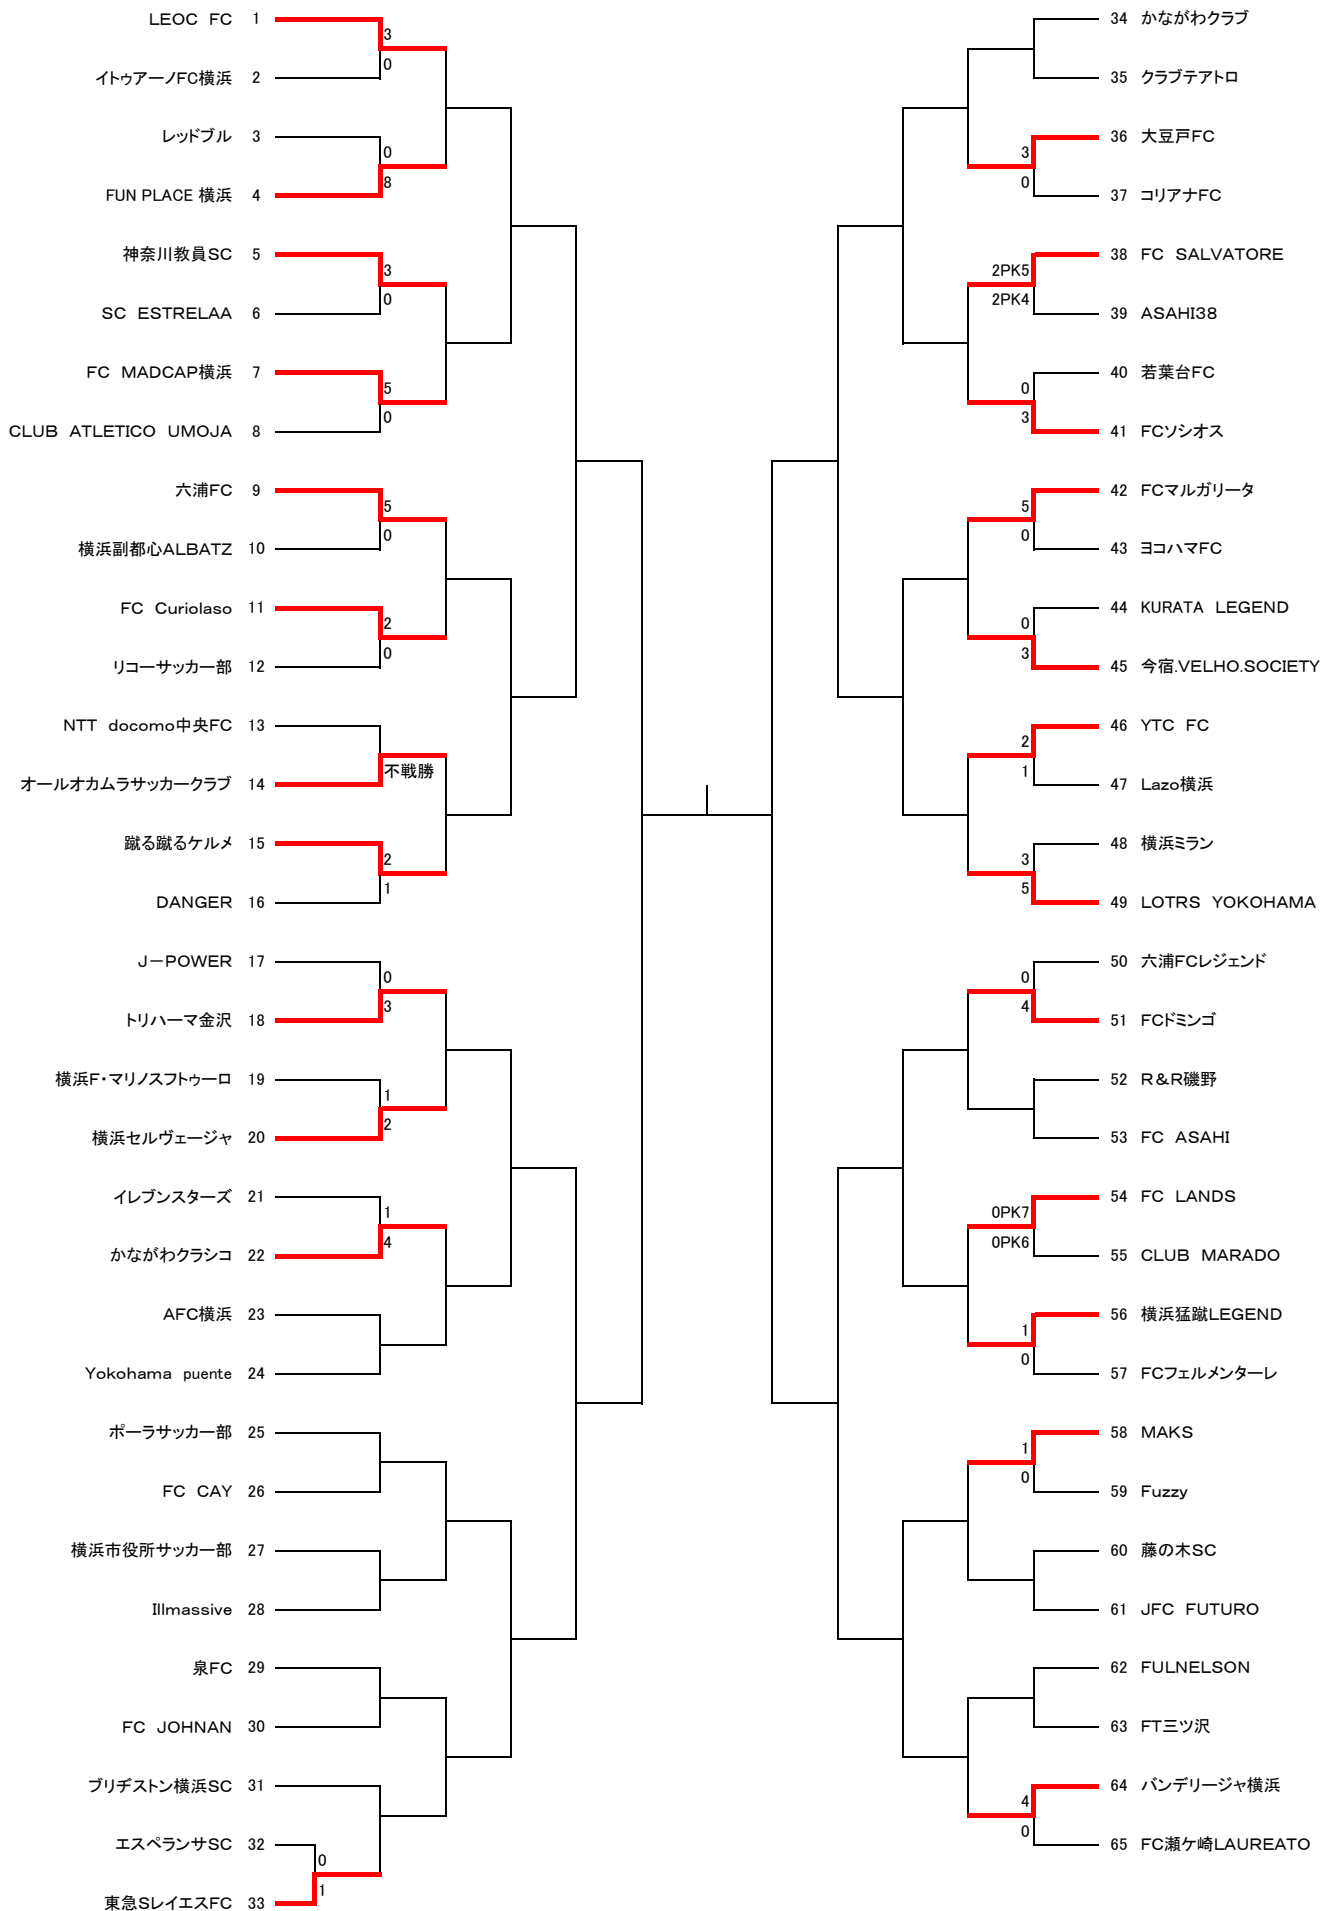 LEOC FC 1
3
0
イトゥアーノFC横浜 2
レッドブル 3
0
8
FUN PLACE 横浜 4
神奈川教員SC 5
3
0
SC ESTRELAA 6
FC MADCAP横浜 7
5
0
CLUB ATLETICO UMOJA 8
六浦FC 9
5
0
横浜副都心ALBATZ 10
FC Curiolaso 11
2
0
リコーサッカー部 12
NTT docomo中央FC 13
不戦勝
オールオカムラサッカークラブ 14
蹴る蹴るケルメ 15
2
1
DANGER 16
J－POWER 17
0
3
トリハーマ金沢 18
横浜F・マリノスフトゥーロ 19
1
2
横浜セルヴェージャ 20
イレブンスターズ 21
1
4
かながわクラシコ 22
AFC横浜 23
Yokohama puente 24
ポーラサッカー部 25
FC CAY 26
横浜市役所サッカー部 27
Illmassive 28
泉FC 29
FC JOHNAN 30
ブリヂストン横浜SC 31
エスペランサSC 32
0
1
東急SレイエスFC 33
34 かながわクラブ
35 クラブテアトロ
36 大豆戸FC
3
0
37 コリアナFC
38 FC SALVATORE
2PK5
2PK4
39 ASAHI38
40 若葉台FC
0
3
41 FCソシオス
42 FCマルガリータ
5
0
43 ヨコハマFC
44 KURATA LEGEND
0
3
45 今宿.VELHO.SOCIETY
46 YTC FC
2
1
47 Lazo横浜
48 横浜ミラン
3
5
49 LOTRS YOKOHAMA
50 六浦FCレジェンド
0
4
51 FCドミンゴ
52 R＆R磯野
53 FC ASAHI
54 FC LANDS
0PK7
0PK6
55 CLUB MARADO
56 横浜猛蹴LEGEND
1
0
57 FCフェルメンターレ
58 MAKS
1
0
59 Fuzzy
60 藤の木SC
61 JFC FUTURO
62 FULNELSON
63 FT三ツ沢
64 バンデリージャ横浜
4
0
65 FC瀬ケ崎LAUREATO